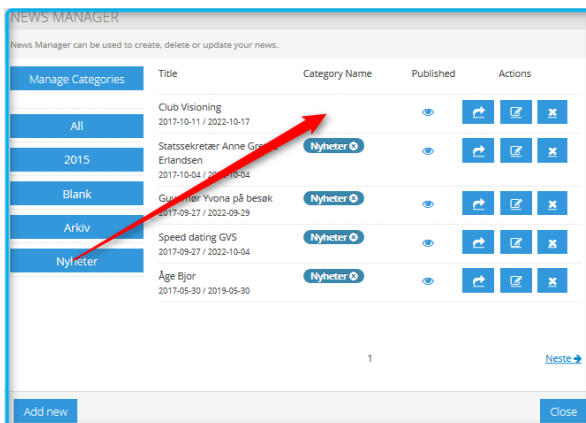 NEWS MANAGER
News Manager can be used to create, delete or update your news.
Manage Categories
All
2015
Blank
Arkiv
Nyheter
Title Category Name Published Actions
Club Visioning
2017-10-11 / 2022-10-17
Statssekretær Anne Grethe Nyheter
Erlandsen
2017-10-04 / 2022-10-04
Guvernør Yvona på besøk Nyheter
2017-09-27 / 2022-09-29
Speed dating GVS Nyheter
2017-09-27 / 2022-10-04
Åge Bjor Nyheter
2017-05-30 / 2019-05-30
1 Neste
Add new Close